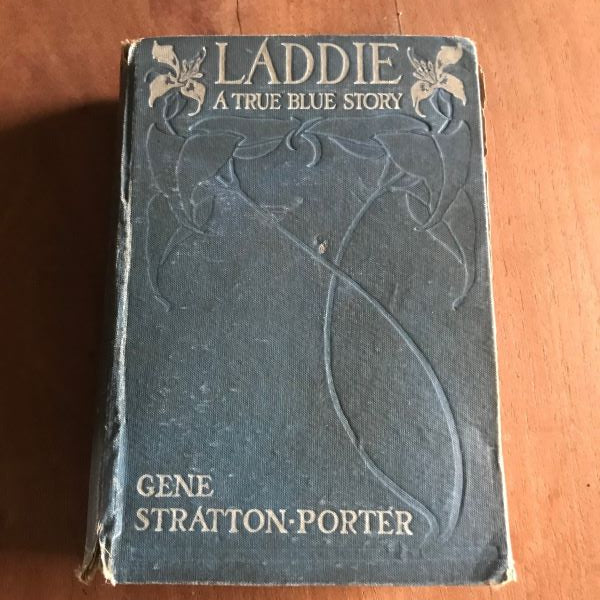 LADDIE
A TRUE BLUE STORY
GENE
STRATTON-PORTER